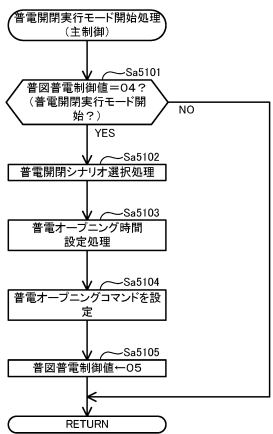 普電開閉実行モード開始処理
（主制御）
Sa5101
普図普電制御値＝04？
（普電開閉実行モード開
始？）
NO
YES
Sa5102
普電開閉シナリオ選択処理
Sa5103
普電オープニング時間
設定処理
Sa5104
普電オープニングコマンドを設
定
Sa5105
普図普電制御値←05
RETURN